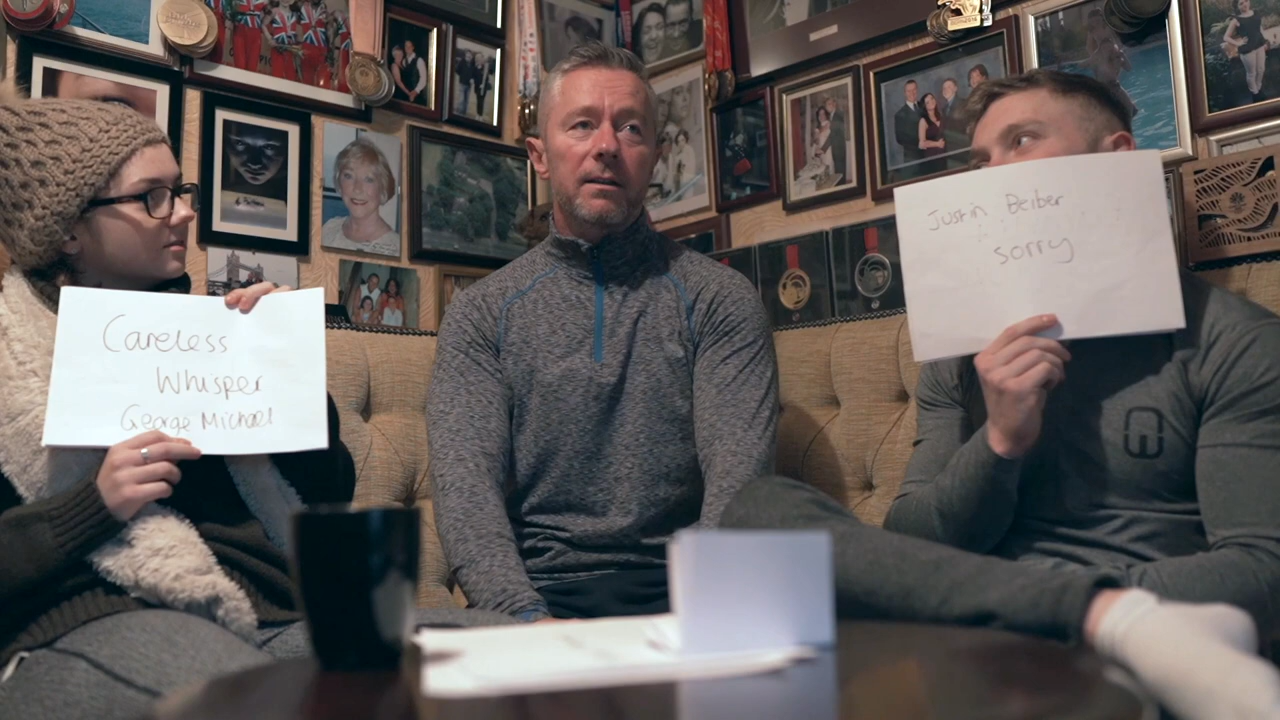 Careless
Whisper
George Michael
Justin Beiber
sorry